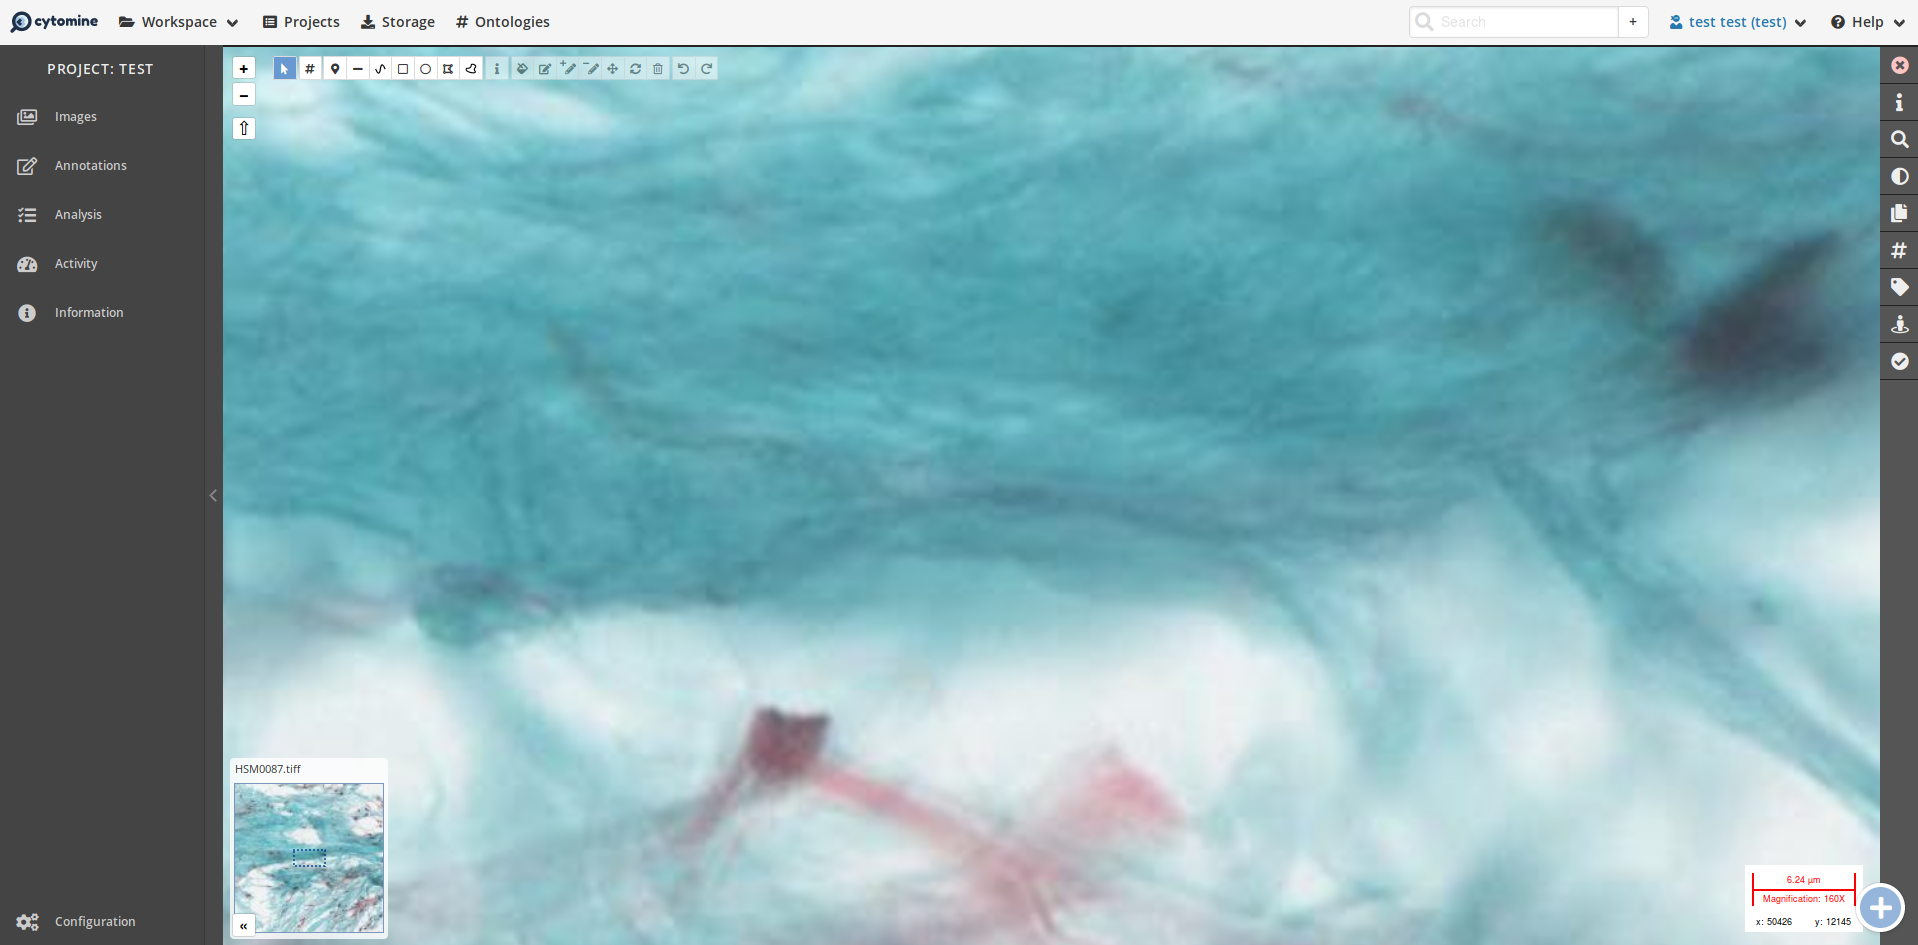 cytomine
Workspace
Projects
Storage
# Ontologies
Search
+
test test (test)
Help
PROJECT: TEST
Images
Annotations
Analysis
Activity
Information
Configuration
HSM0087.tiff
«
6.24 µm
Magnification: 160X
x: 50426 y: 12145